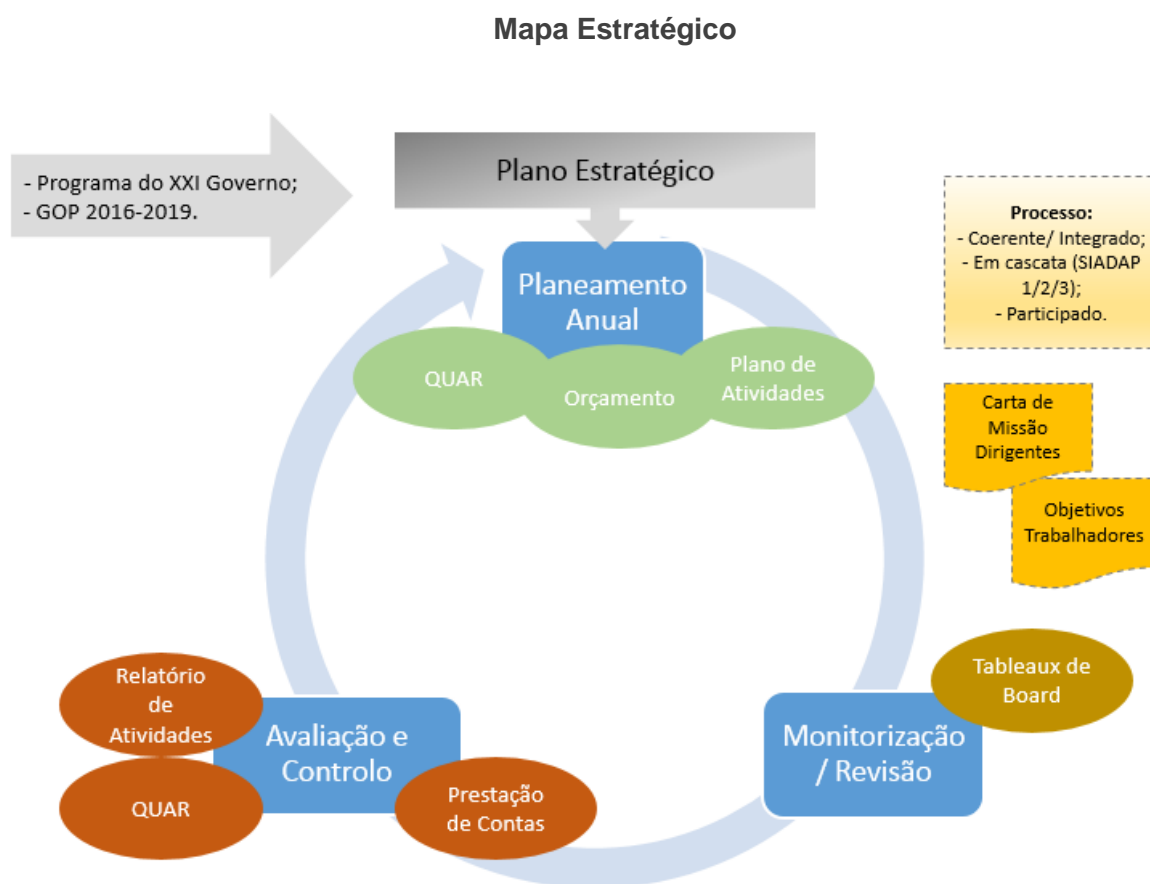 Mapa Estratégico
- Programa do XXI Governo;
- GOP 2016-2019.
Plano Estratégico
Processo:
- Coerente/ Integrado;
- Em cascata (SIADAP
1/2/3);
- Participado.
Planeamento
Anual
QUAR
Orçamento
Plano de
Atividades
Carta de
Missão
Dirigentes
Objetivos
Trabalhadores
Tableaux de
Board
Monitorização
/ Revisão
Relatório
de
Atividades
Avaliação e
Controlo
QUAR
Prestação
de Contas